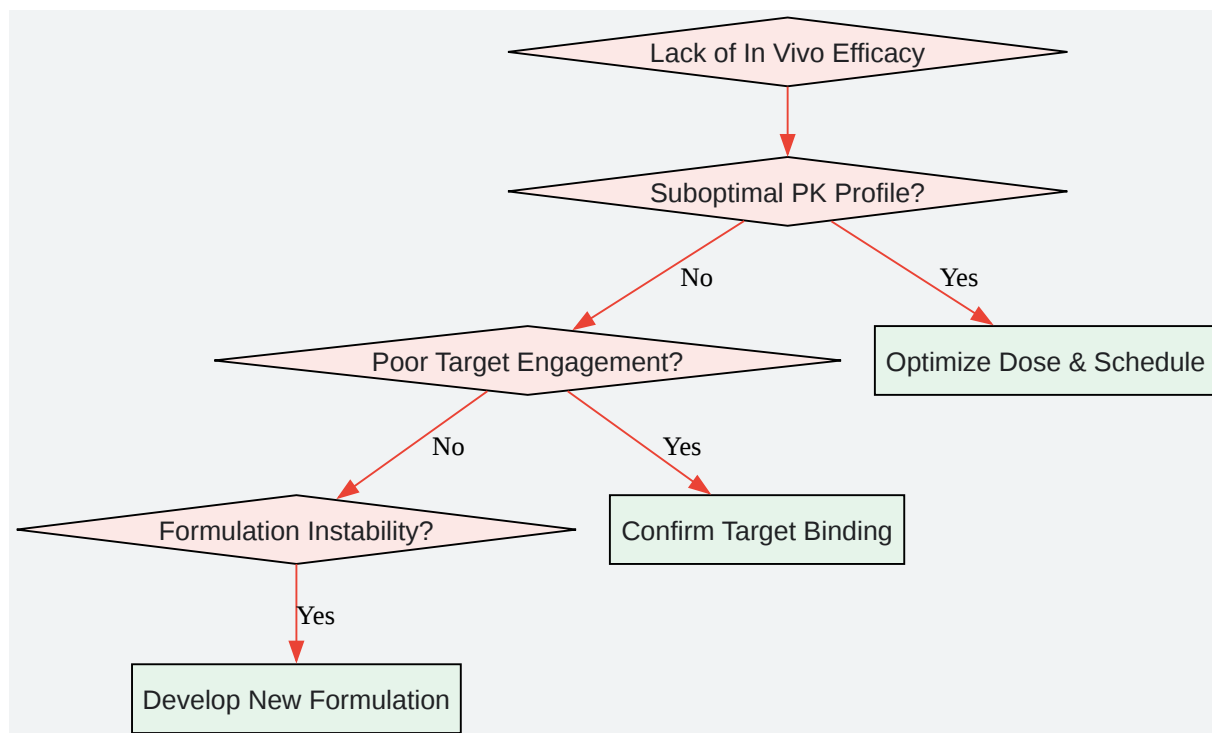 Lack of In Vivo Efficacy
Suboptimal PK Profile?
No
Yes
Poor Target Engagement?
Optimize Dose & Schedule
No
Yes
Formulation Instability?
Confirm Target Binding
Yes
Develop New Formulation